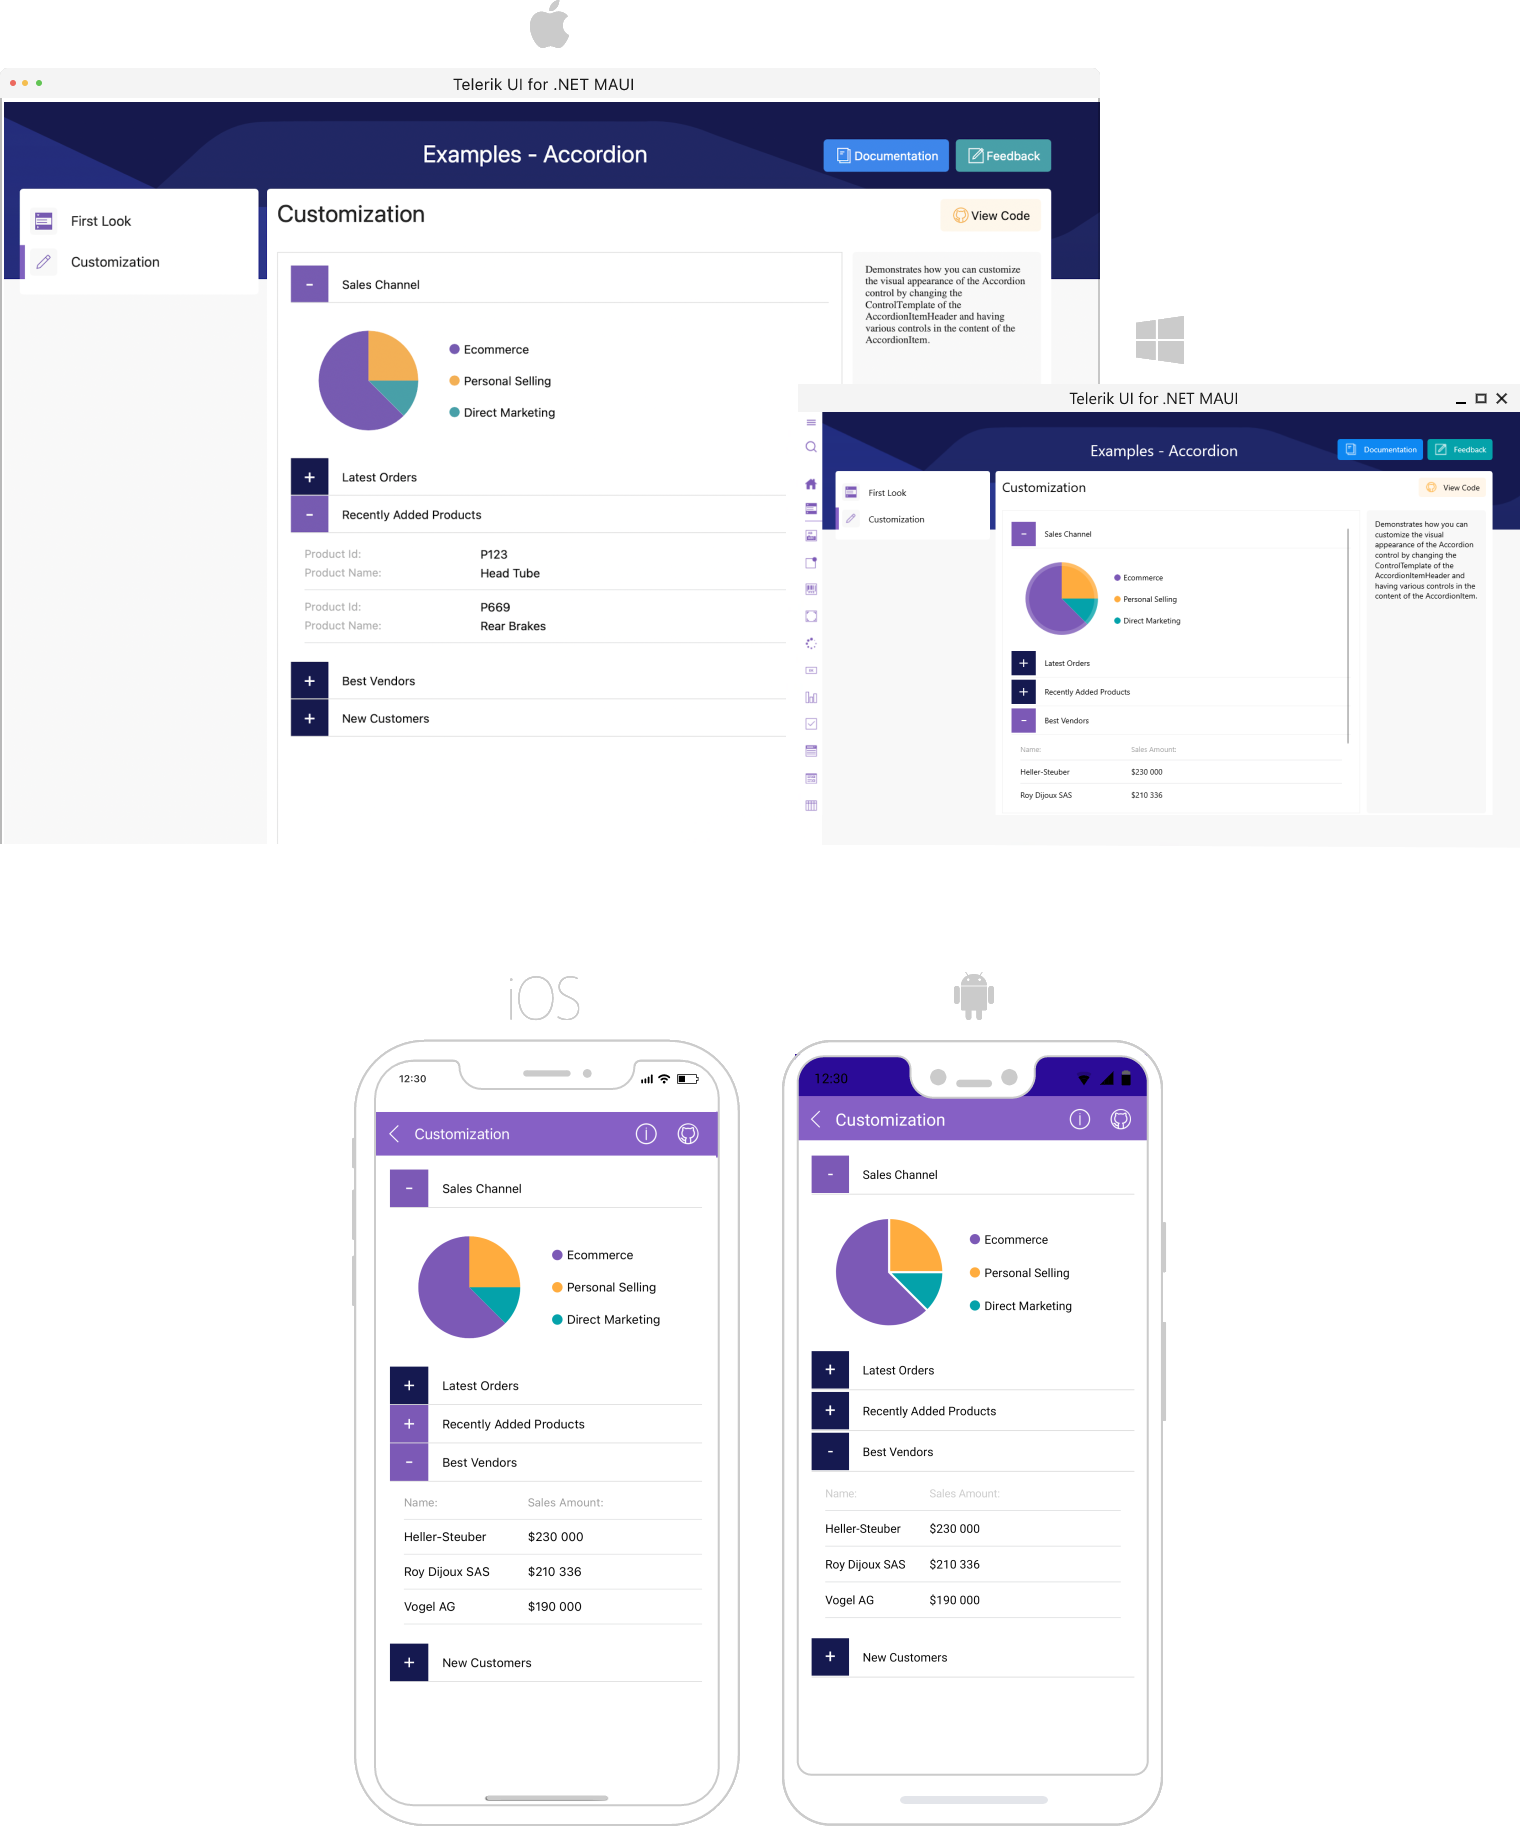 Telerik UI for .NET MAUI
Examples - Accordion
Documentation
Feedback
First Look
Customization
Customization
View Code
- Sales Channel
Ecommerce
Personal Selling
Direct Marketing
+ Latest Orders
- Recently Added Products
Product Id: P123
Product Name: Head Tube
Product Id: P669
Product Name: Rear Brakes
+ Best Vendors
+ New Customers
Demonstrates how you can customize
the visual appearance of the Accordion
control by changing the
ControlTemplate of the
AccordionItemHeader and having
various controls in the content of the
AccordionItem.
Telerik UI for .NET MAUI
Examples - Accordion
Documentation
Feedback
First Look
Customization
Customization
View Code
- Sales Channel
Ecommerce
Personal Selling
Direct Marketing
+ Latest Orders
+ Recently Added Products
- Best Vendors
Name: Sales Amount:
Heller-Steuber $230 000
Roy Dijoux SAS $210 336
Demonstrates how you can
customize the visual
appearance of the Accordion
control by changing the
ControlTemplate of the
AccordionItemHeader and
having various controls in the
content of the AccordionItem.
iOS
12:30
Customization
- Sales Channel
Ecommerce
Personal Selling
Direct Marketing
+ Latest Orders
+ Recently Added Products
- Best Vendors
Name: Sales Amount:
Heller-Steuber $230 000
Roy Dijoux SAS $210 336
Vogel AG $190 000
+ New Customers
12:30
Customization
- Sales Channel
Ecommerce
Personal Selling
Direct Marketing
+ Latest Orders
+ Recently Added Products
- Best Vendors
Name: Sales Amount:
Heller-Steuber $230 000
Roy Dijoux SAS $210 336
Vogel AG $190 000
+ New Customers